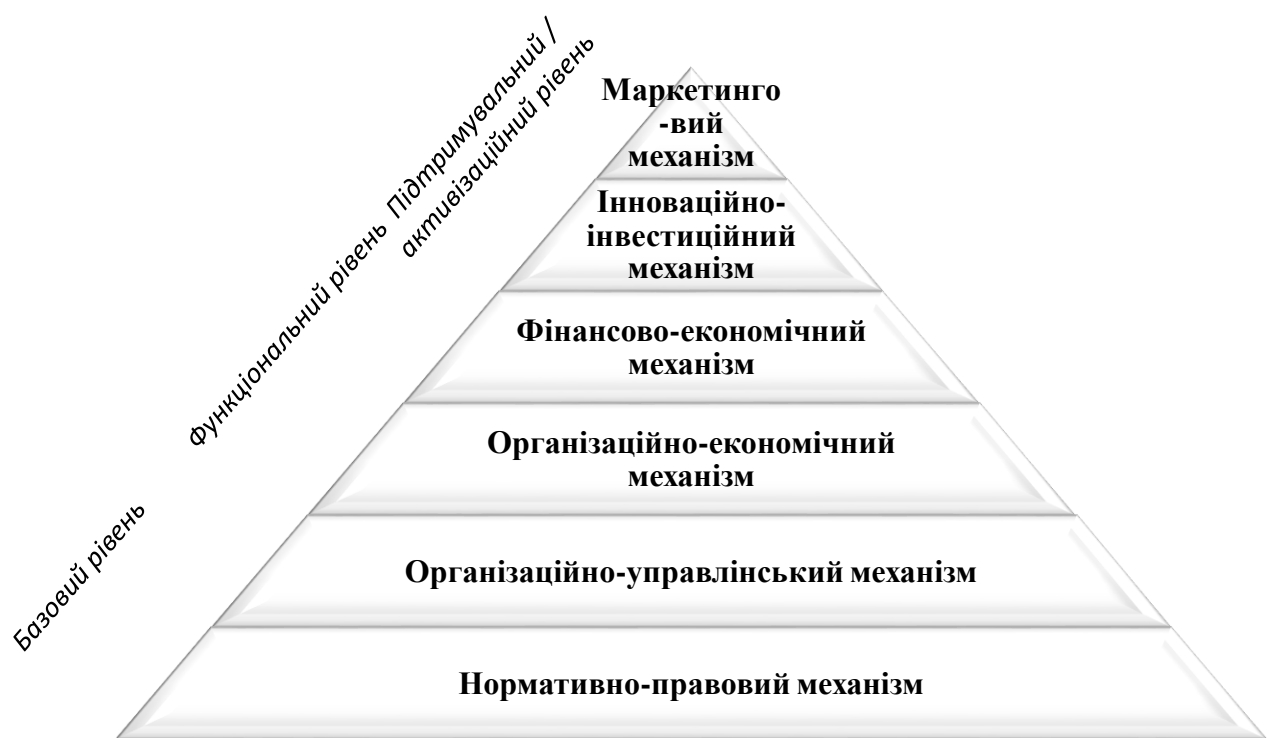 Підтримувальний /
активізаційний рівень
Функціональний рівень
Базовий рівень
Маркетинго
-вий
механізм
Інноваційно-
інвестиційний
механізм
Фінансово-економічний
механізм
Організаційно-економічний
механізм
Організаційно-управлінський механізм
Нормативно-правовий механізм